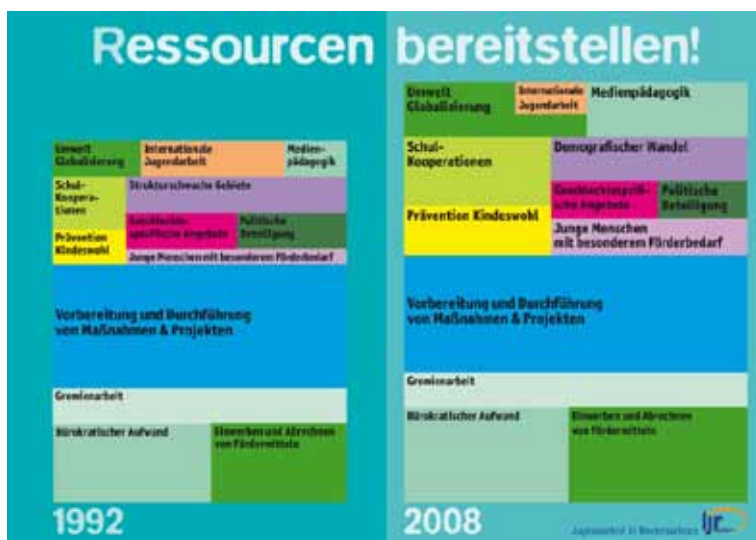 Ressourcen bereitstellen!
Umwelt
Globalisierung
Internationale
Jugendarbeit
Medien-
pädagogik
Schul-
Koopera-
tionen
Strukturschwache Gebiete
Geschlechts-
spezifische Angebote
Politische
Beteiligung
Prävention
Kindeswohl
Junge Menschen mit besonderem Förderbedarf
Vorbereitung und Durchführung
von Maßnahmen & Projekten
Gremienarbeit
Bürokratischer Aufwand
Einwerben und Abrechnen
von Fördermitteln
1992
Umwelt
Globalisierung
Internationale
Jugendarbeit
Medienpädagogik
Schul-
Kooperationen
Demografischer Wandel
Geschlechtsspezifi-
sche Angebote
Politische
Beteiligung
Prävention Kindeswohl
Junge Menschen
mit besonderem Förderbedarf
Vorbereitung und Durchführung
von Maßnahmen & Projekten
Gremienarbeit
Bürokratischer Aufwand
Einwerben und Abrechnen
von Fördermitteln
2008
Jugendarbeit in Niedersachsen
ljr